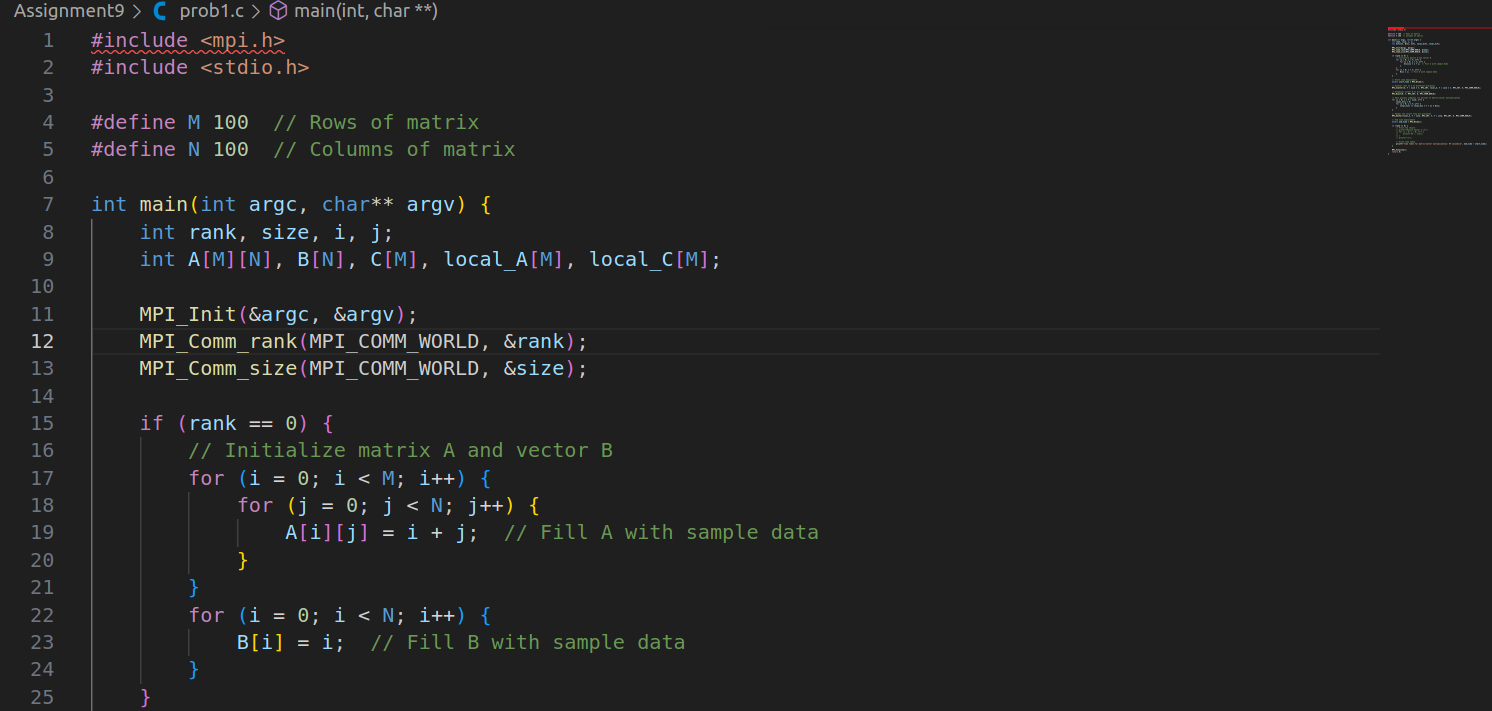 Assignment9 > C prob1.c > main(int, char **)
1 #include <mpi.h>
2 #include <stdio.h>
3
4 #define M 100  // Rows of matrix
5 #define N 100  // Columns of matrix
6
7 int main(int argc, char** argv) {
8     int rank, size, i, j;
9     int A[M][N], B[N], C[M], local_A[M], local_C[M];
10
11     MPI_Init(&argc, &argv);
12     MPI_Comm_rank(MPI_COMM_WORLD, &rank);
13     MPI_Comm_size(MPI_COMM_WORLD, &size);
14
15     if (rank == 0) {
16         // Initialize matrix A and vector B
17         for (i = 0; i < M; i++) {
18             for (j = 0; j < N; j++) {
19                 A[i][j] = i + j;  // Fill A with sample data
20             }
21         }
22         for (i = 0; i < N; i++) {
23             B[i] = i;  // Fill B with sample data
24         }
25     }